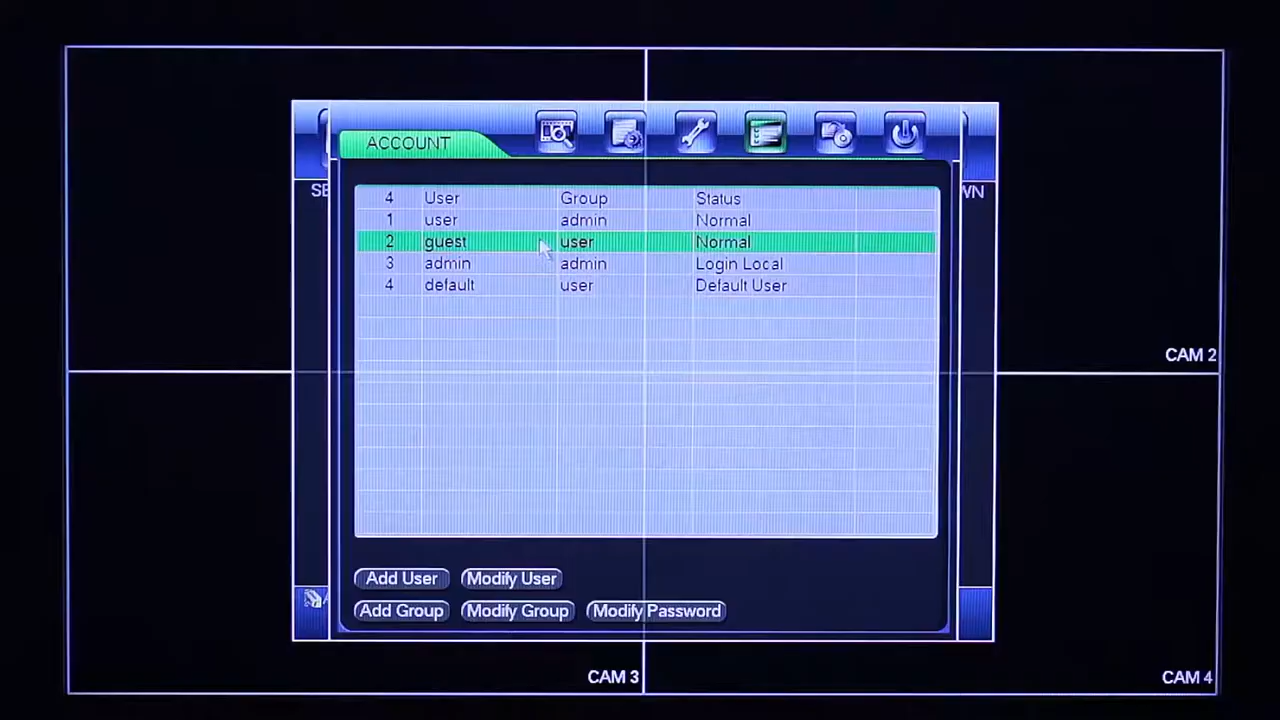 ACCOUNT
SE
WN
4 User Group Status
1 user admin Normal
2 guest user Normal
3 admin admin Login Local
4 default user Default User
CAM 2
Add User Modify User
Add Group Modify Group Modify Password
CAM 3
CAM 4